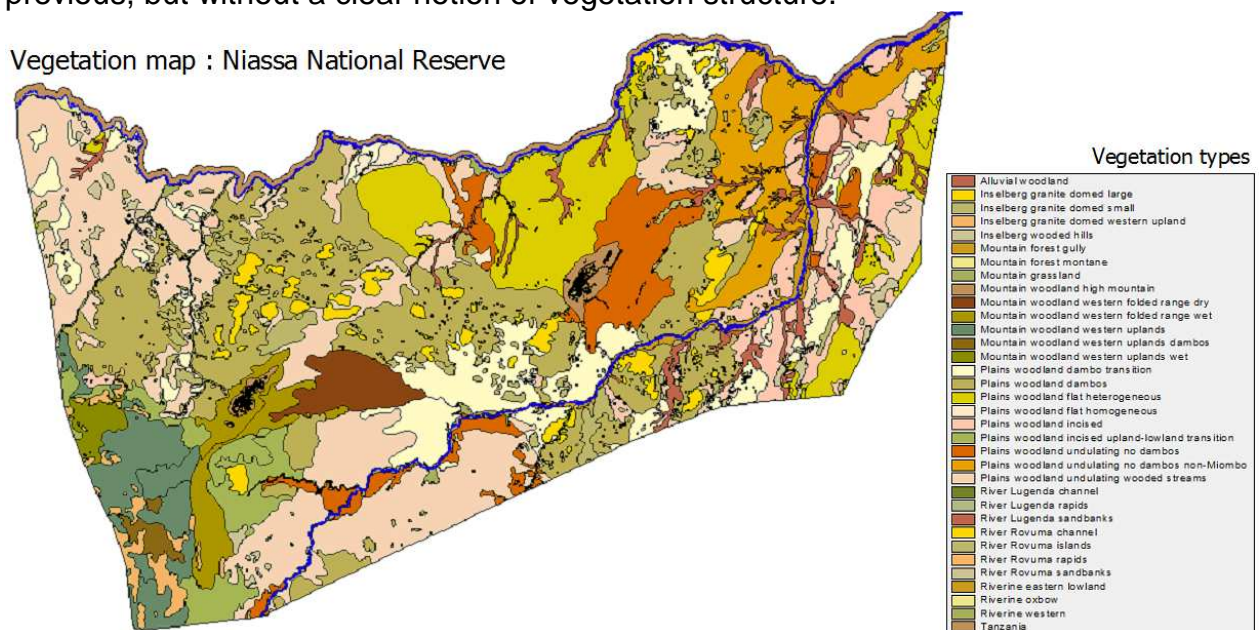 previous, but without a clear notion of vegetation structure.
Vegetation map : Niassa National Reserve
Vegetation types
Alluvial woodland
Inselberg granite domed large
Inselberg granite domed small
Inselberg granite domed western upland
Inselberg wooded hills
Mountain forest gully
Mountain forest montane
Mountain grassland
Mountain woodland high mountain
Mountain woodland western folded range dry
Mountain woodland western folded range wet
Mountain woodland western uplands
Mountain woodland western uplands dambos
Mountain woodland western uplands wet
Plains woodland dambo transition
Plains woodland dambos
Plains woodland flat heterogeneous
Plains woodland flat homogeneous
Plains woodland incised
Plains woodland incised upland-lowland transition
Plains woodland undulating no dambos
Plains woodland undulating no dambos non-Miombo
Plains woodland undulating wooded streams
River Lugenda channel
River Lugenda rapids
River Lugenda sandbanks
River Rovuma channel
River Rovuma islands
River Rovuma rapids
River Rovuma sandbanks
Riverine eastern lowland
Riverine oxbow
Riverine western
Tanzania